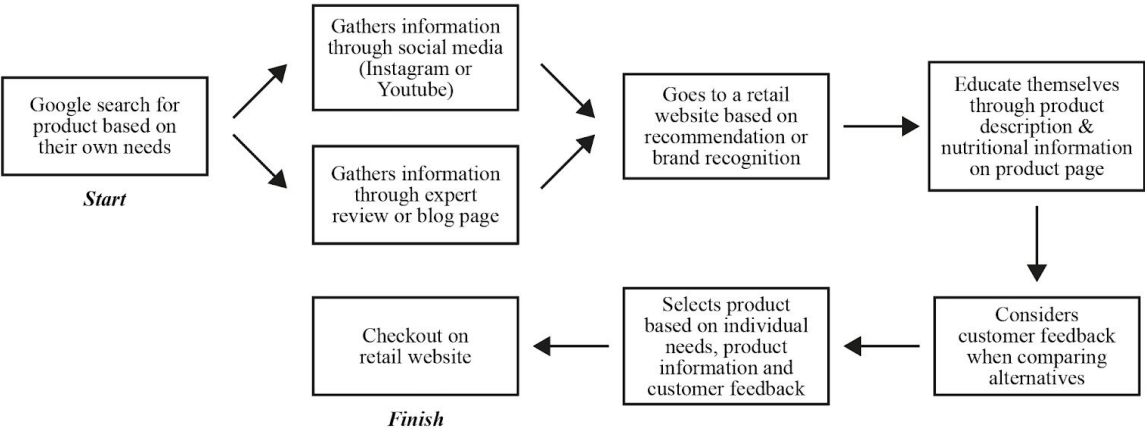 Google search for
product based on
their own needs
Start
Gathers information
through social media
(Instagram or
Youtube)
Gathers information
through expert
review or blog page
Goes to a retail
website based on
recommendation or
brand recognition
Educate themselves
through product
description &
nutritional information
on product page
Considers
customer feedback
when comparing
alternatives
Selects product
based on individual
needs, product
information and
customer feedback
Checkout on
retail website
Finish